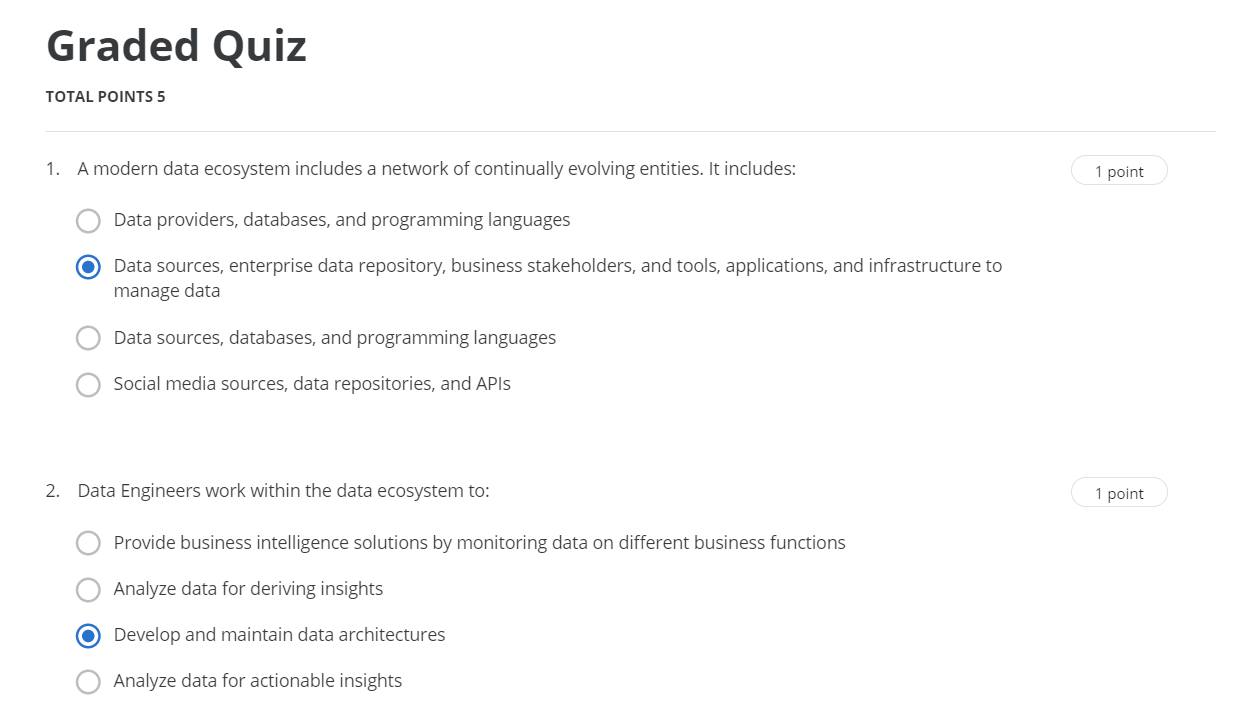 Graded Quiz
TOTAL POINTS 5
1. A modern data ecosystem includes a network of continually evolving entities. It includes:
1 point
Data providers, databases, and programming languages
Data sources, enterprise data repository, business stakeholders, and tools, applications, and infrastructure to
manage data
Data sources, databases, and programming languages
Social media sources, data repositories, and APIs
2. Data Engineers work within the data ecosystem to:
1 point
Provide business intelligence solutions by monitoring data on different business functions
Analyze data for deriving insights
Develop and maintain data architectures
Analyze data for actionable insights